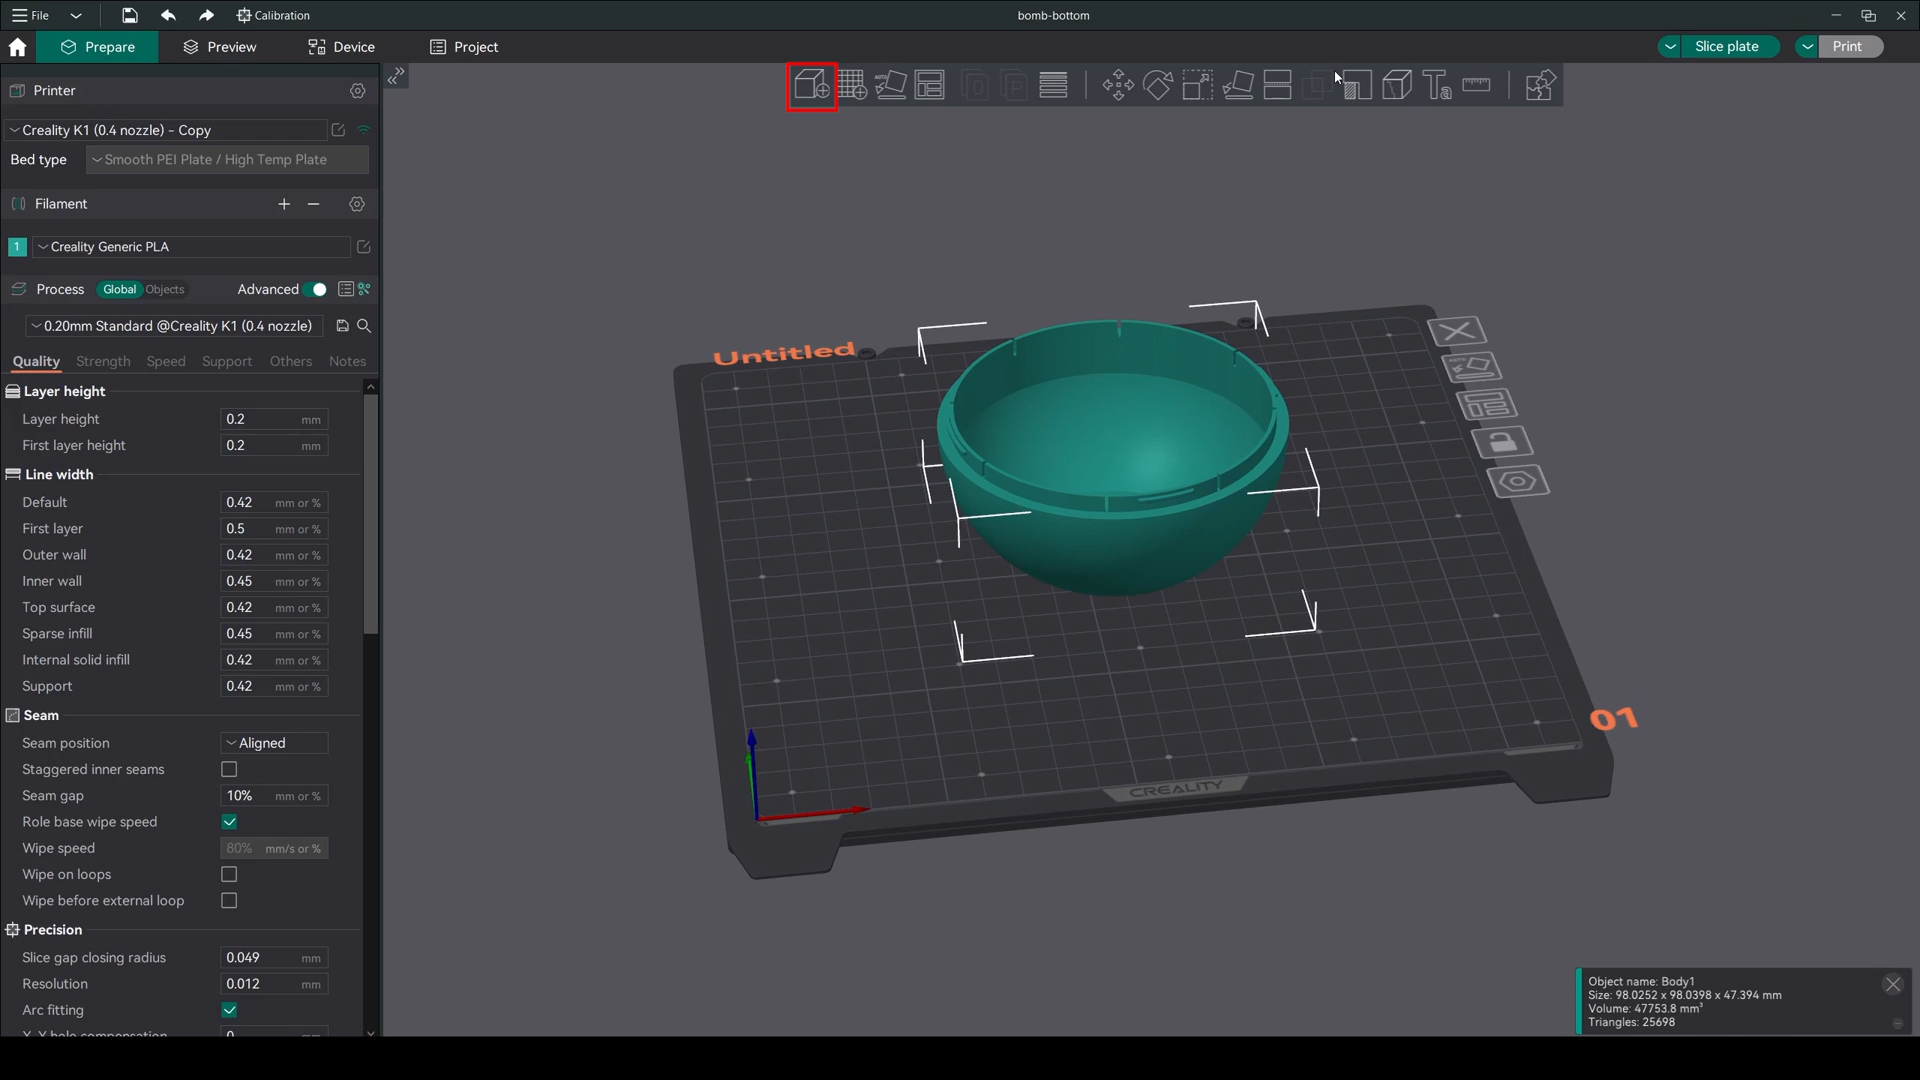 File
Calibration
bomb-bottom
Prepare
Preview
Device
Project
Slice plate
Print
Printer
Creality K1 (0.4 nozzle) - Copy
Bed type
Smooth PEI Plate / High Temp Plate
Filament
1
Creality Generic PLA
Process
Global
Objects
Advanced
0.20mm Standard @Creality K1 (0.4 nozzle)
Quality
Strength
Speed
Support
Others
Notes
Layer height
Layer height 0.2 mm
First layer height 0.2 mm
Line width
Default 0.42 mm or %
First layer 0.5 mm or %
Outer wall 0.42 mm or %
Inner wall 0.45 mm or %
Top surface 0.42 mm or %
Sparse infill 0.45 mm or %
Internal solid infill 0.42 mm or %
Support 0.42 mm or %
Seam
Seam position Aligned
Staggered inner seams
Seam gap 10% mm or %
Role base wipe speed
Wipe speed 80% mm/s or %
Wipe on loops
Wipe before external loop
Precision
Slice gap closing radius 0.049 mm
Resolution 0.012 mm
Arc fitting
Untitled
01
CREALITY
Object name: Body1
Size: 98.0252 x 98.0398 x 47.394 mm
Volume: 47753.8 mm³
Triangles: 25698